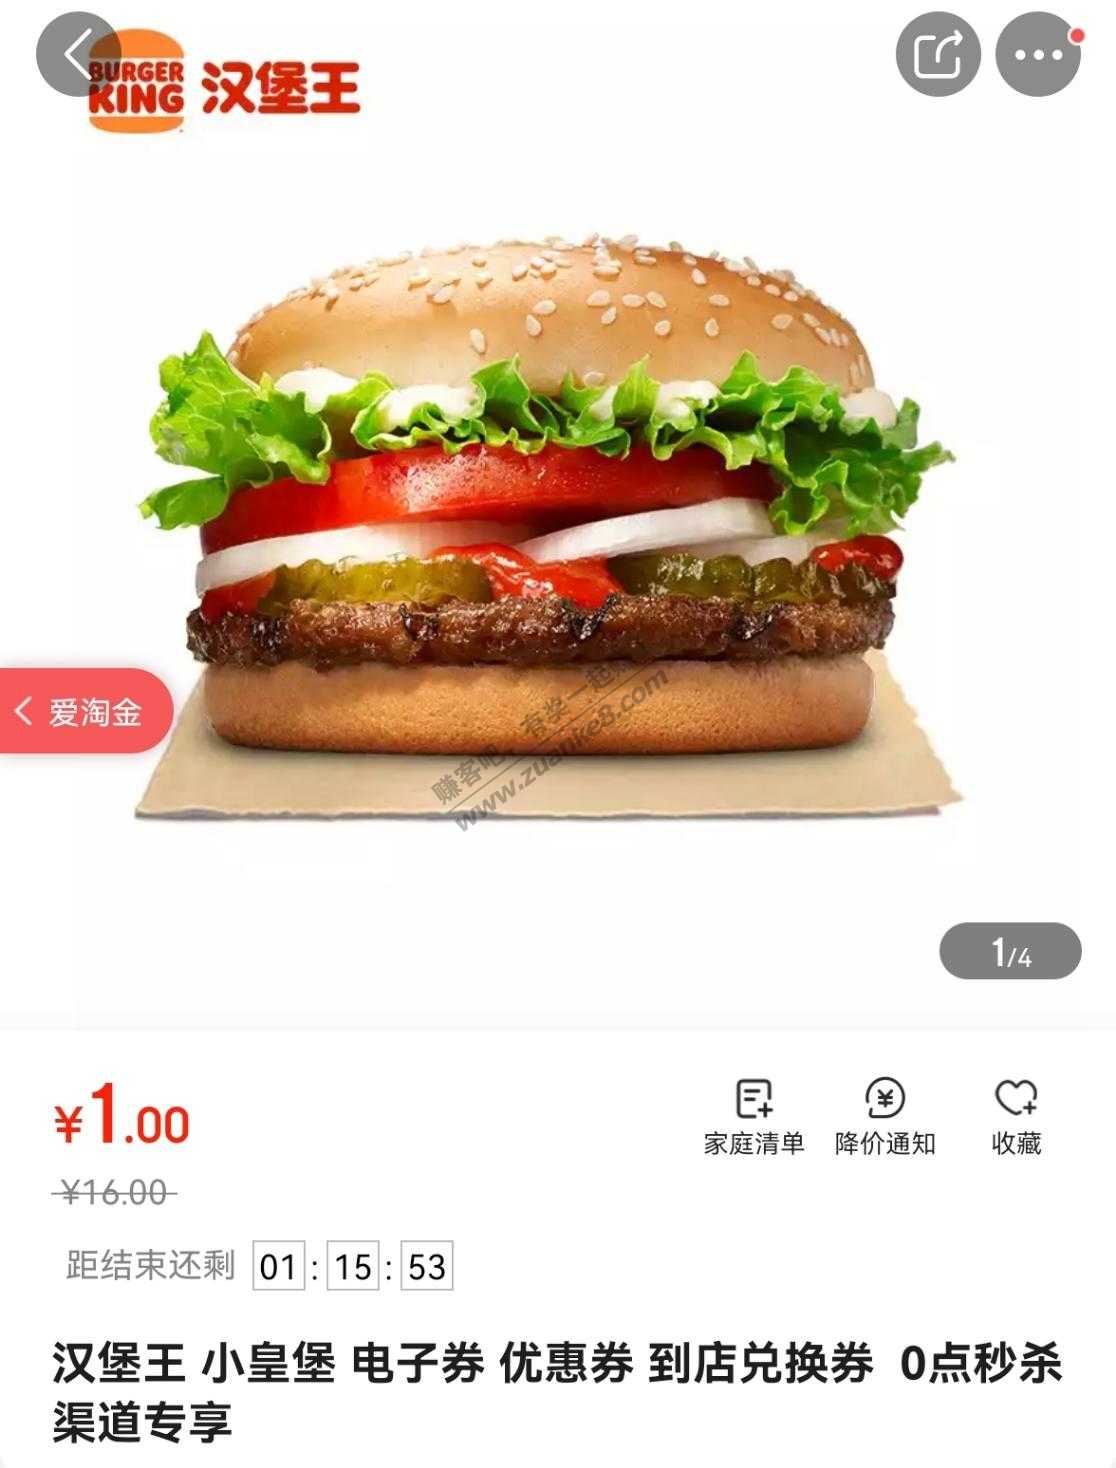 BURGER
KING 汉堡王
爱淘金
赚客吧,有奖一起
www.zuanke8.com
1/4
¥1.00
家庭清单 降价通知 收藏
¥16.00
距结束还剩 01 : 15 : 53
汉堡王 小皇堡 电子券 优惠券 到店兑换券 0点秒杀
渠道专享